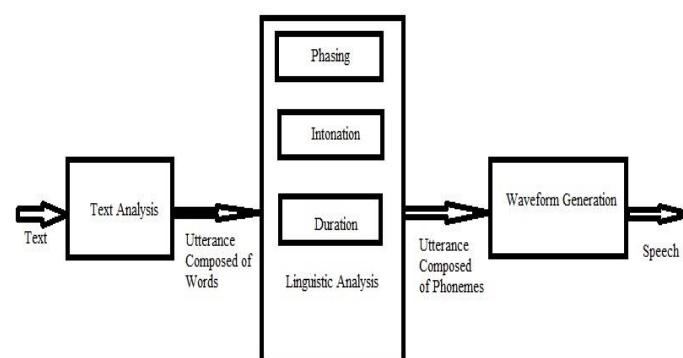 Phasing
Intonation
Duration
Linguistic Analysis
Text Analysis
Text
Utterance
Composed of
Words
Utterance
Composed
of Phonemes
Waveform Generation
Speech